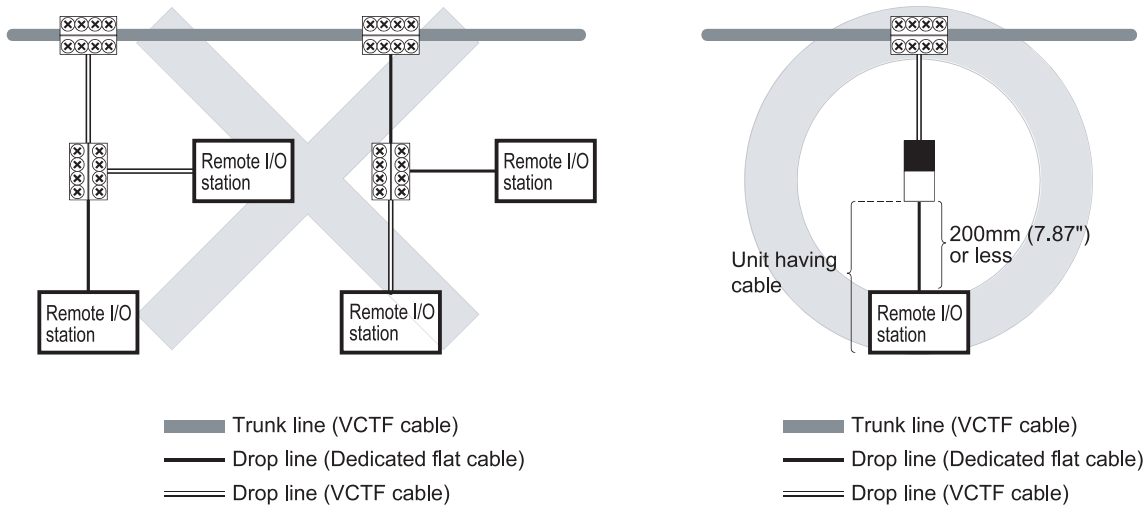 Remote I/O
station
Remote I/O
station
Remote I/O
station
Remote I/O
station
Unit having
cable
200mm (7.87")
or less
Remote I/O
station
Trunk line (VCTF cable)
Drop line (Dedicated flat cable)
Drop line (VCTF cable)
Trunk line (VCTF cable)
Drop line (Dedicated flat cable)
Drop line (VCTF cable)